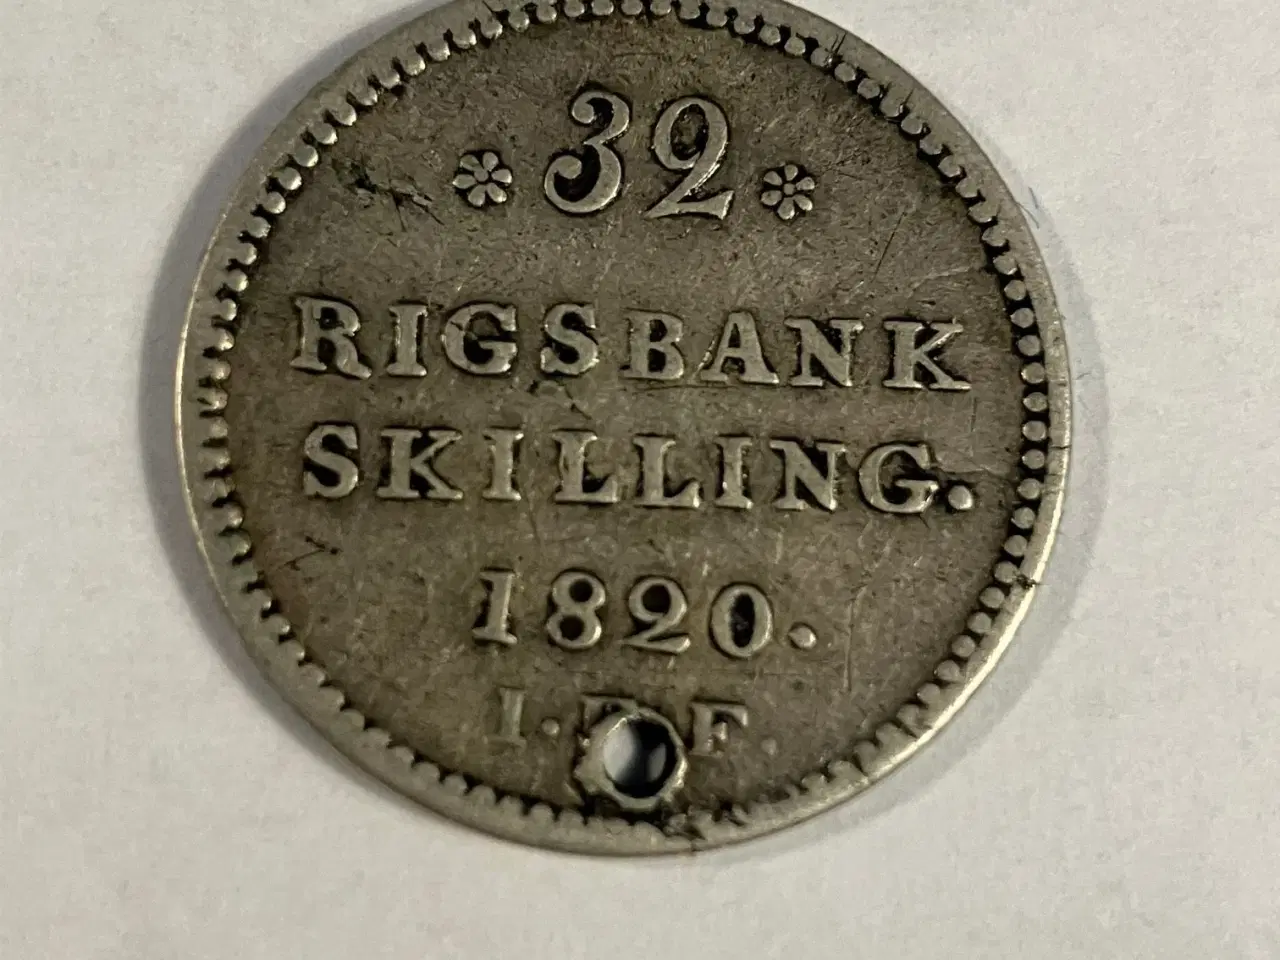 32
RIGSBANK
SKILLING.
1820.
I. F.